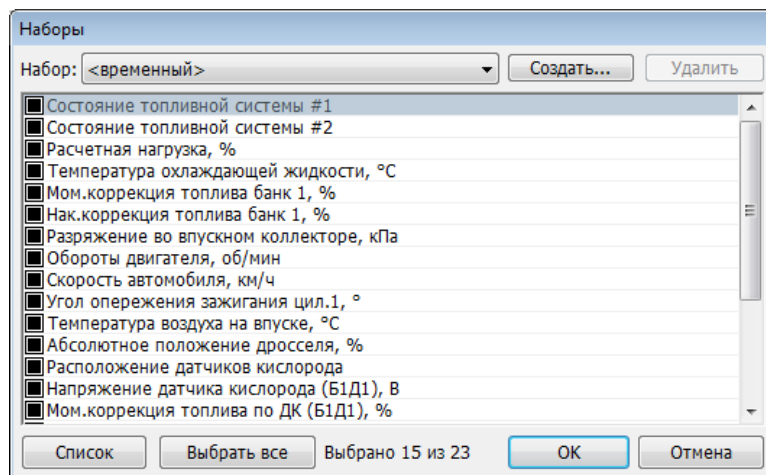 Наборы
Набор: <временный> Создать... Удалить
Состояние топливной системы #1
Состояние топливной системы #2
Расчетная нагрузка, %
Температура охлаждающей жидкости, °C
Мом.коррекция топлива банк 1, %
Нак.коррекция топлива банк 1, %
Разряжение во впускном коллекторе, кПа
Обороты двигателя, об/мин
Скорость автомобиля, км/ч
Угол опережения зажигания цил.1, °
Температура воздуха на впуске, °C
Абсолютное положение дросселя, %
Расположение датчиков кислорода
Напряжение датчика кислорода (Б1Д1), В
Мом.коррекция топлива по ДК (Б1Д1), %
Список Выбрать все Выбрано 15 из 23 OK Отмена